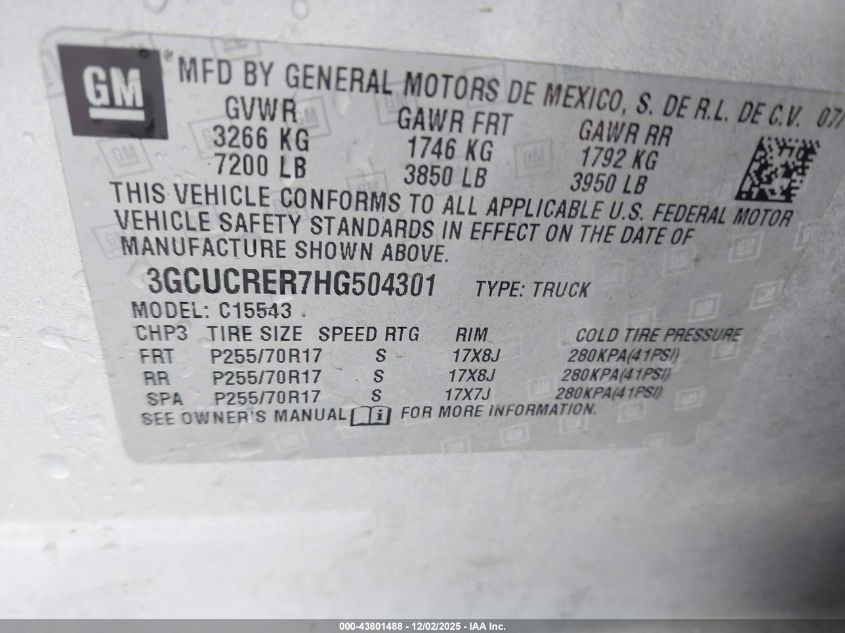 GM ® MFD BY GENERAL MOTORS DE MEXICO, S. DE R.L. DE C.V. 07/
GVWR GAWR FRT GAWR RR
3266 KG 1746 KG 1792 KG
7200 LB 3850 LB 3950 LB
THIS VEHICLE CONFORMS TO ALL APPLICABLE U.S. FEDERAL MOTOR
VEHICLE SAFETY STANDARDS IN EFFECT ON THE DATE OF
MANUFACTURE SHOWN ABOVE.
3GCUCRER7HG504301 TYPE: TRUCK
MODEL: C15543
CHP3 TIRE SIZE SPEED RTG RIM COLD TIRE PRESSURE
FRT P255/70R17 S 17X8J 280KPA(41PSI)
RR P255/70R17 S 17X8J 280KPA(41PSI)
SPA P255/70R17 S 17X7J 280KPA(41PSI)
SEE OWNER'S MANUAL FOR MORE INFORMATION.
000-43801488 - 12/02/2025 - IAA Inc.